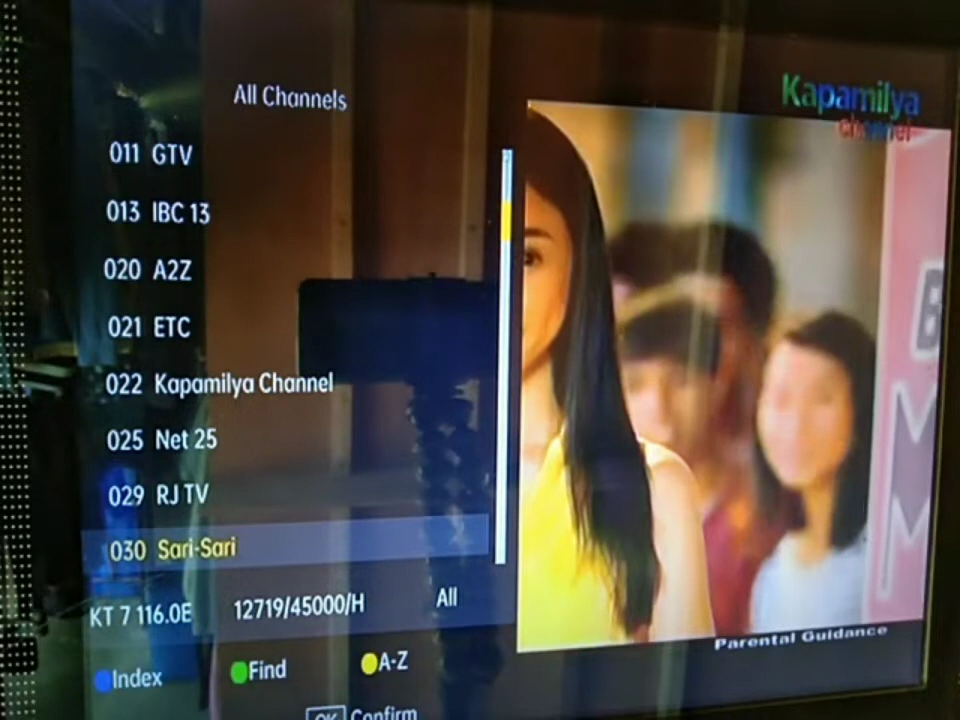 All Channels
Kapamilya
channel
011 GTV
013 IBC 13
020 A2Z
021 ETC
022 Kapamilya Channel
025 Net 25
029 RJ TV
030 Sari-Sari
KT 7 116.0E 12719/45000/H All
Parental Guidance
Index Find A-Z
OK Confirm
B
M
M